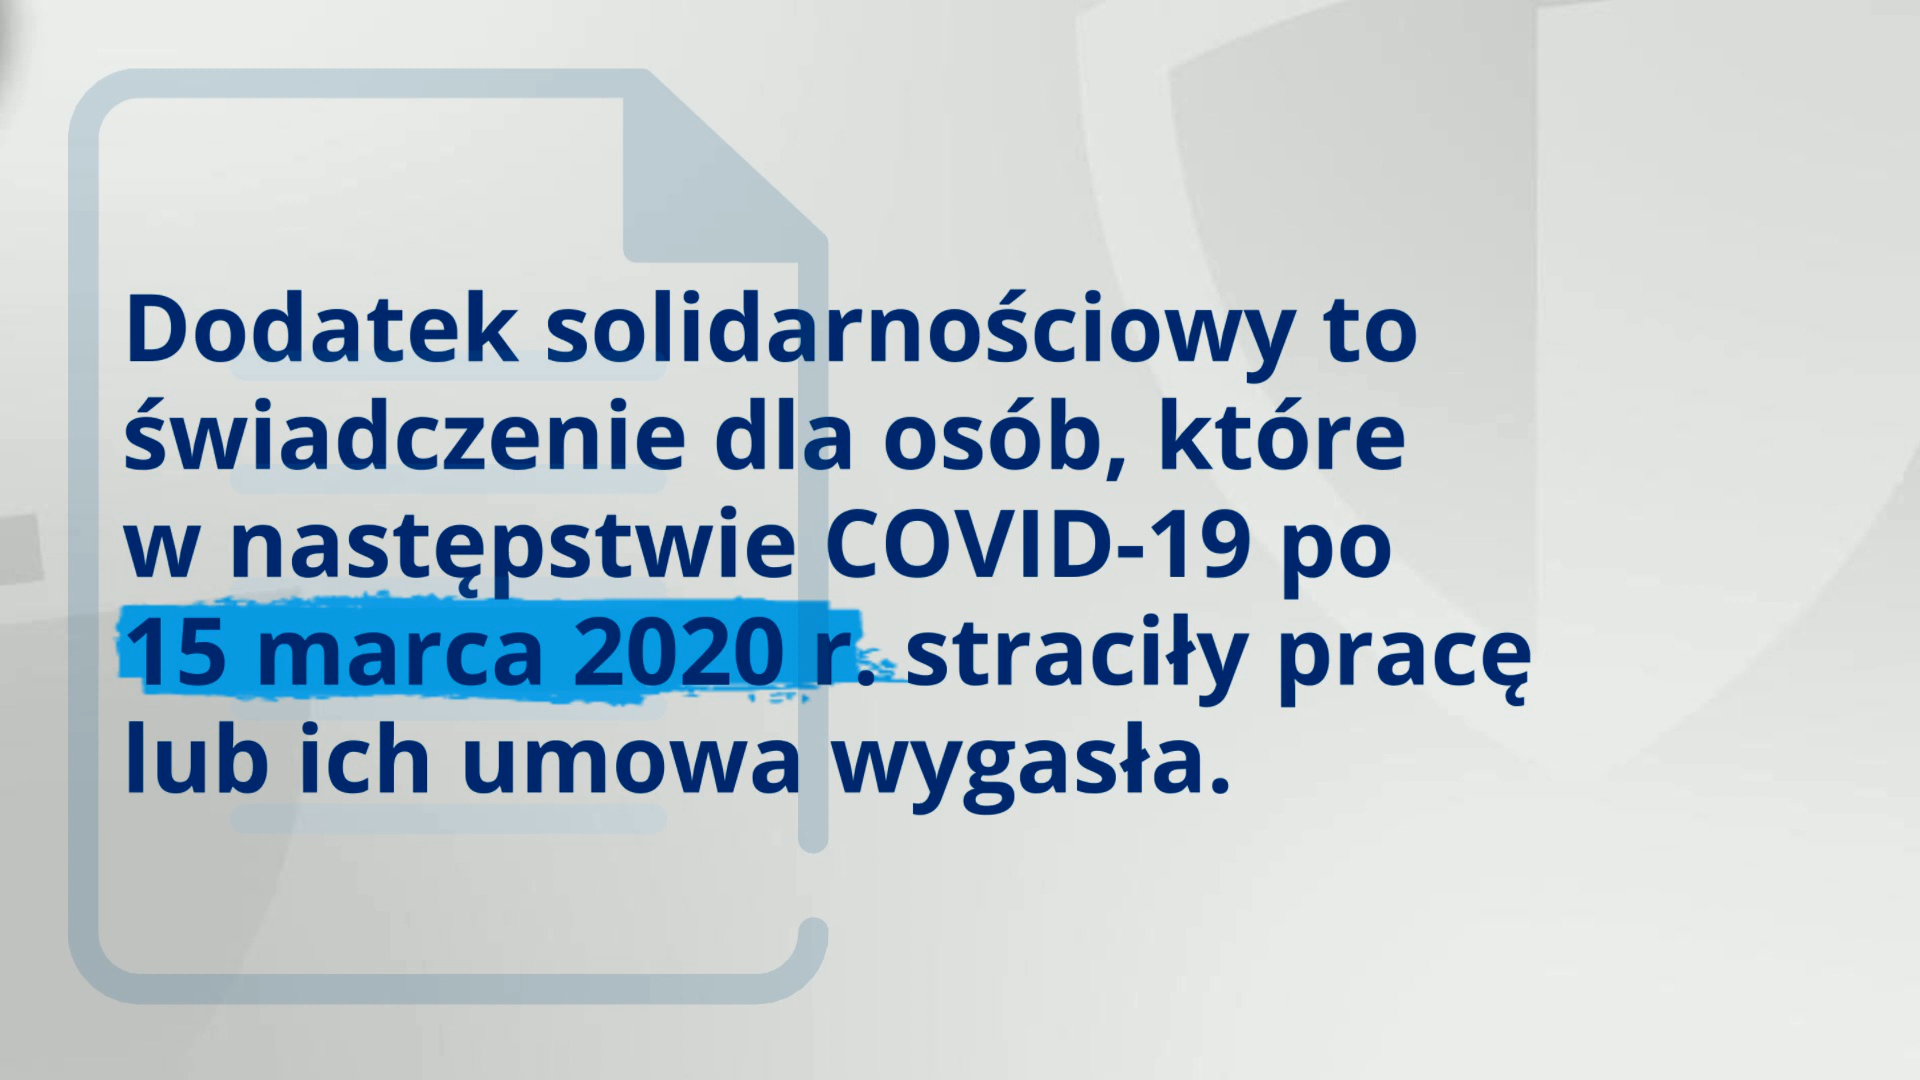 Dodatek solidarnościowy to
świadczenie dla osób, które
w następstwie COVID-19 po
15 marca 2020 r. straciły pracę
lub ich umowa wygasła.